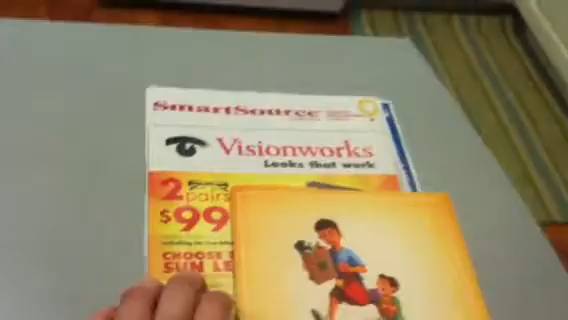 SmartSource
Visionworks
Looks that work
2 pairs
$99
CHOOSE
SUN LE